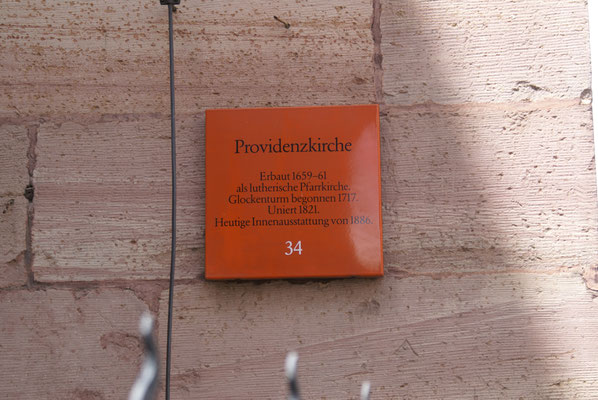 Providenzkirche
Erbaut 1659-61
als lutherische Pfarrkirche.
Glockenturm begonnen 1717.
Uniert 1821.
Heutige Innenausstattung von 1886.
34